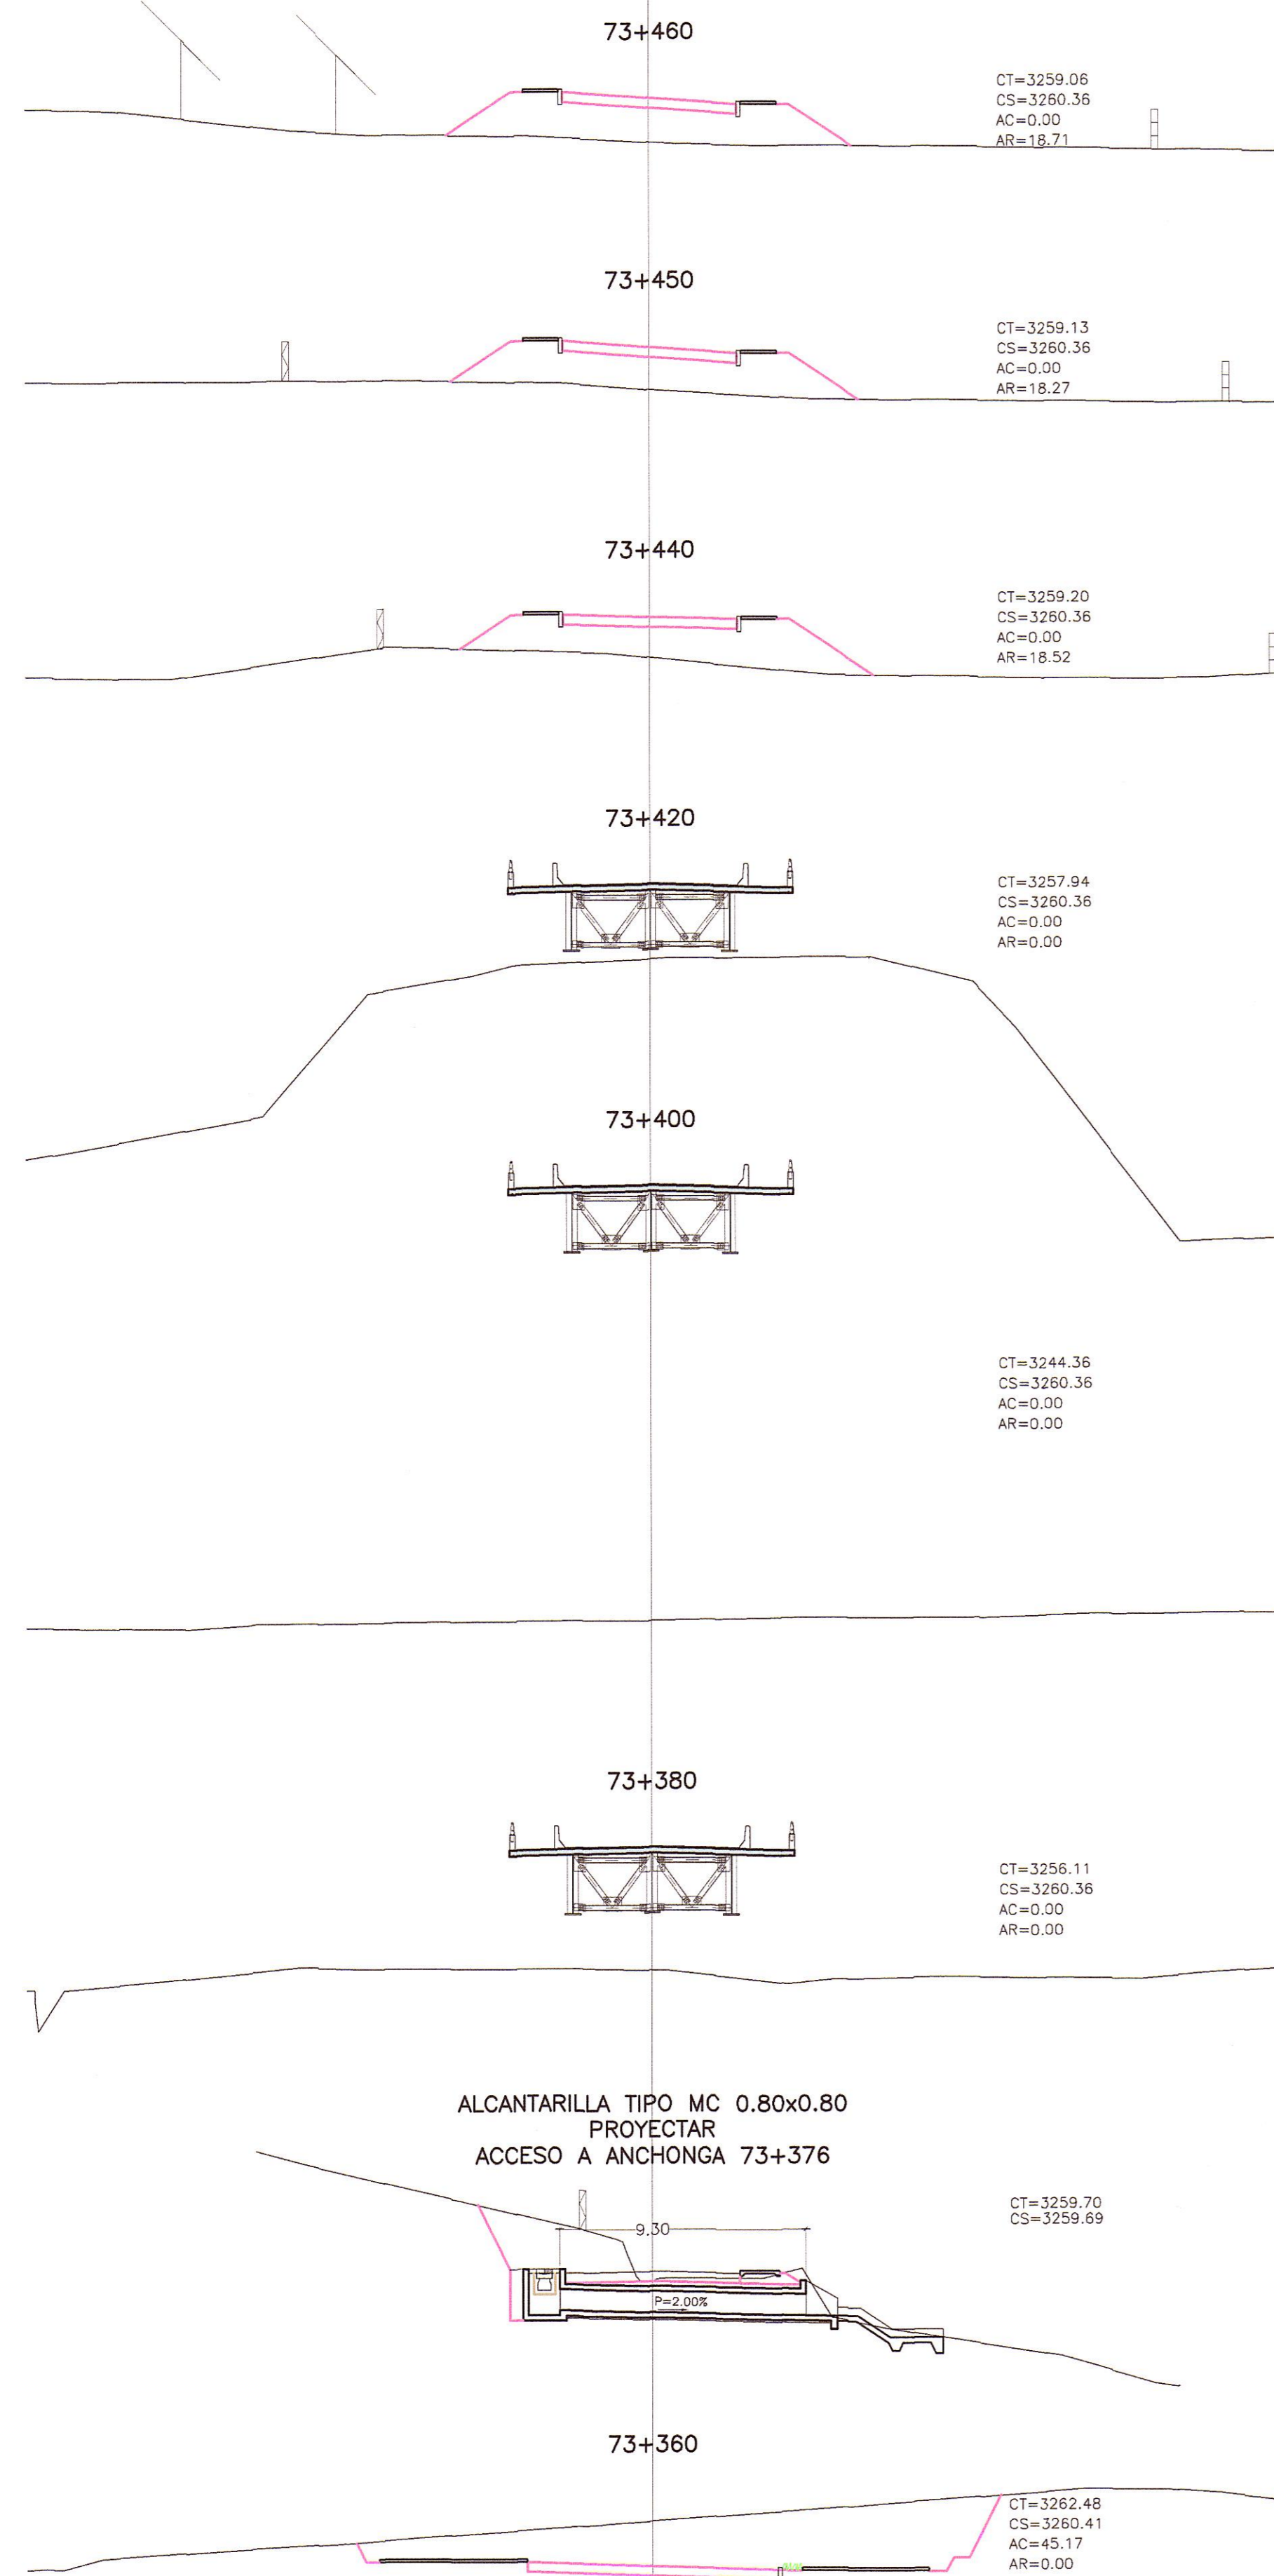 73+460
CT=3259.06
CS=3260.36
AC=0.00
AR=18.71
73+450
CT=3259.13
CS=3260.36
AC=0.00
AR=18.27
73+440
CT=3259.20
CS=3260.36
AC=0.00
AR=18.52
73+420
CT=3257.94
CS=3260.36
AC=0.00
AR=0.00
73+400
CT=3244.36
CS=3260.36
AC=0.00
AR=0.00
73+380
CT=3256.11
CS=3260.36
AC=0.00
AR=0.00
ALCANTARILLA TIPO MC 0.80x0.80
PROYECTAR
ACCESO A ANCHONGA 73+376
CT=3259.70
CS=3259.69
9.30
P=2.00%
73+360
CT=3262.48
CS=3260.41
AC=45.17
AR=0.00